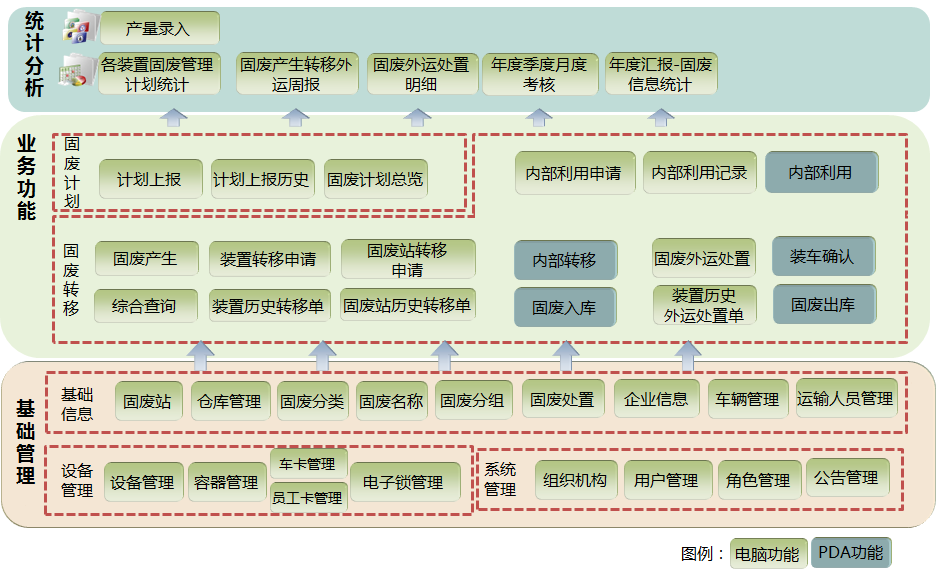 统计分析
产量录入
各装置固废管理
计划统计
固废产生转移外
运周报
固废外运处置
明细
年度季度月度
考核
年度汇报-固废
信息统计
业务功能
固废计划
计划上报
计划上报历史
固废计划总览
内部利用申请
内部利用记录
内部利用
固废转移
固废产生
装置转移申请
固废站转移
申请
内部转移
固废外运处置
装车确认
综合查询
装置历史转移单
固废站历史转移单
固废入库
装置历史
外运处置单
固废出库
基础管理
基础
信息
固废站
仓库管理
固废分类
固废名称
固废分组
固废处置
企业信息
车辆管理
运输人员管理
设备
管理
设备管理
容器管理
车卡管理
员工卡管理
电子锁管理
系统
管理
组织机构
用户管理
角色管理
公告管理
图例：
电脑功能
PDA功能